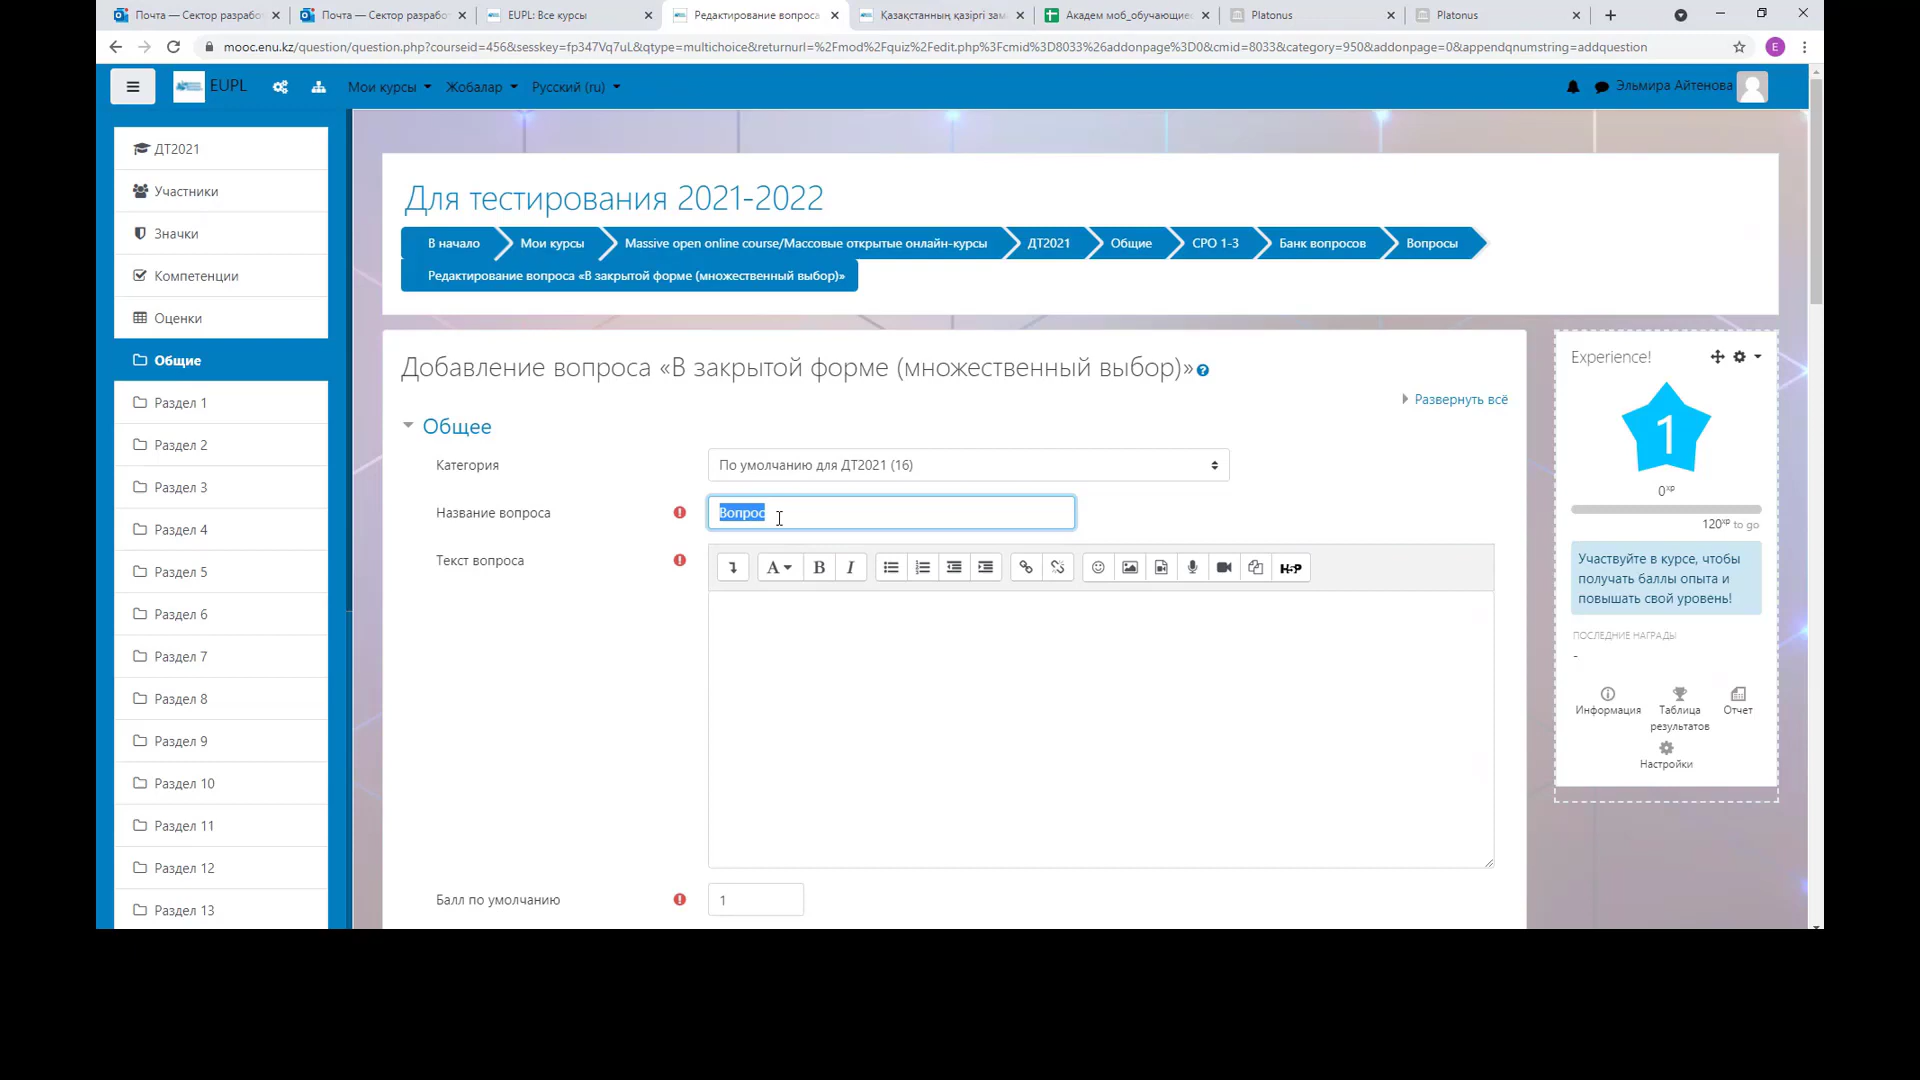 Почта — Сектор разработ
Почта — Сектор разработ
EUPL: Все курсы
Редактирование вопроса
Қазақстанның қазіргі зам
Академ моб_обучающиес
Platonus
Platonus
mooc.enu.kz/question/question.php?courseid=456&sesskey=fp347Vq7uL&qtype=multichoice&returnurl=%2Fmod%2Fquiz%2Fedit.php%3Fcmid%3D8033%26addonpage%3D0&cmid=8033&category=950&addonpage=0&appendqnumstring=addquestion
E
EUPL
Мои курсы
Жобалар
Русский (ru)
Эльмира Айтенова
ДТ2021
Участники
Значки
Компетенции
Оценки
Общие
Раздел 1
Раздел 2
Раздел 3
Раздел 4
Раздел 5
Раздел 6
Раздел 7
Раздел 8
Раздел 9
Раздел 10
Раздел 11
Раздел 12
Раздел 13
Для тестирования 2021-2022
В начало
Мои курсы
Massive open online course/Массовые открытые онлайн-курсы
ДТ2021
Общие
СРО 1-3
Банк вопросов
Вопросы
Редактирование вопроса «В закрытой форме (множественный выбор)»
Добавление вопроса «В закрытой форме (множественный выбор)»
Развернуть всё
Общее
Категория
По умолчанию для ДТ2021 (16)
Название вопроса
Вопрос
Текст вопроса
A
B
I
H5P
Балл по умолчанию
1
Experience!
1
0xp
120xp to go
Участвуйте в курсе, чтобы
получать баллы опыта и
повышать свой уровень!
ПОСЛЕДНИЕ НАГРАДЫ
-
Информация
Таблица
результатов
Отчет
Настройки